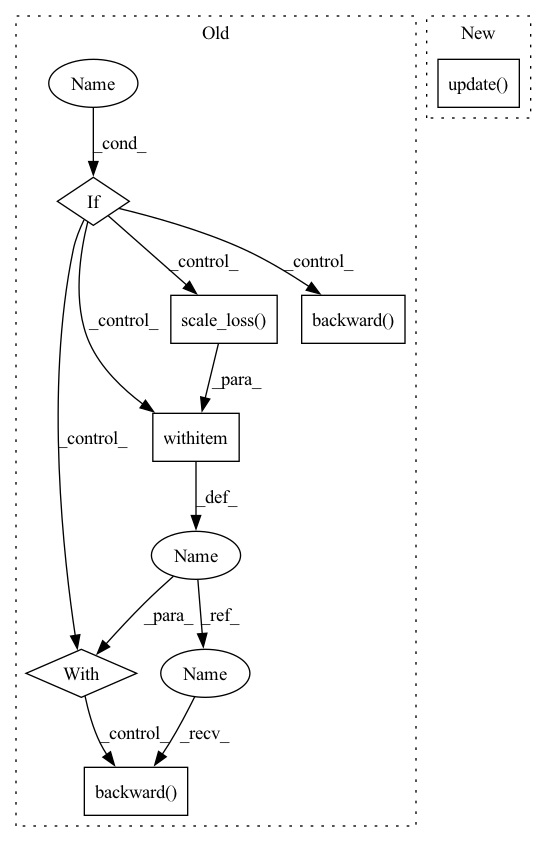 Old
New
Name
update()
_cond_
If
_control_
_control_
scale_loss()
backward()
_control_
_para_
_control_
withitem
_def_
Name
_para_
_ref_
With
Name
_control_
_recv_
backward()